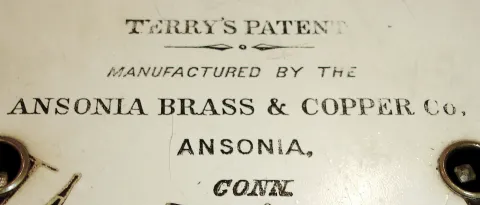 TERRY'S PATENT
MANUFACTURED BY THE
ANSONIA BRASS & COPPER Co,
ANSONIA,
CONN.